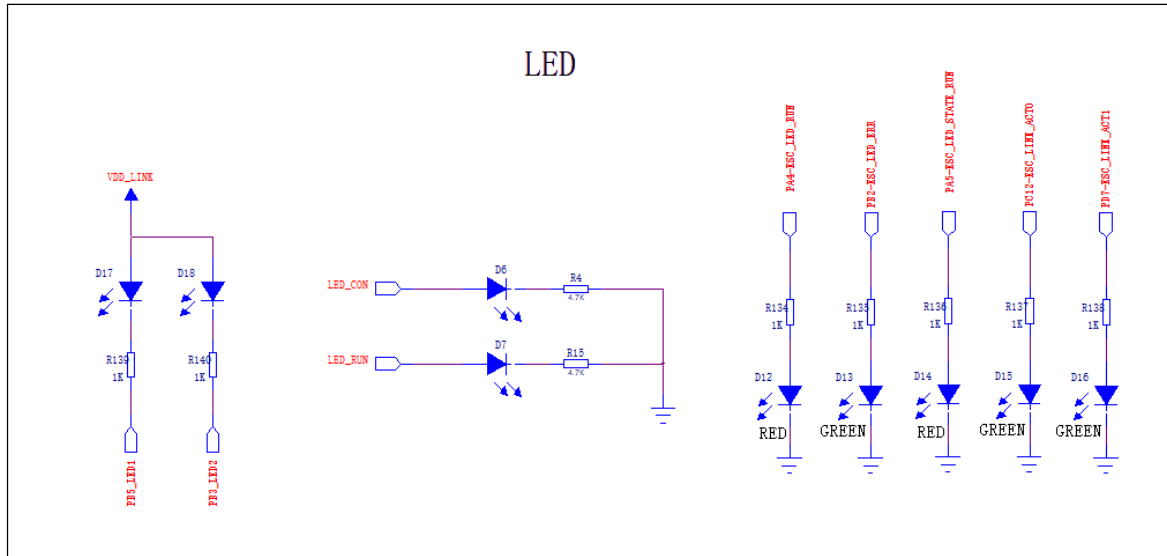 LED
VDD_LINK
D17
D18
R139
1K
R140
1K
PB5_LED1
PB3_LED2
LED_CON
D6
R4
4.7K
LED_RUN
D7
R15
4.7K
PA4-ESC_LED_RUN
PB2-ESC_LED_ERR
PA5-ESC_LED_STATE_RUN
PC12-ESC_LINK_ACT0
PD7-ESC_LINK_ACT1
R134
1K
R135
1K
R136
1K
R137
1K
R138
1K
D12
D13
D14
D15
D16
RED
GREEN
RED
GREEN
GREEN